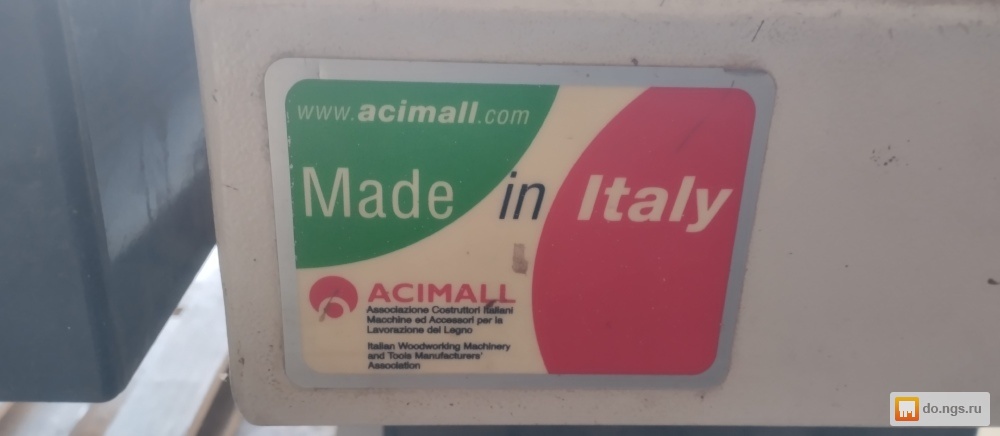 www.acimall.com
Made in Italy
ACIMALL
Associazione Costruttori Italiani
Macchine ed Accessori per la
Lavorazione del Legno
Italian Woodworking Machinery
and Tools Manufacturers'
Association
do.ngs.ru